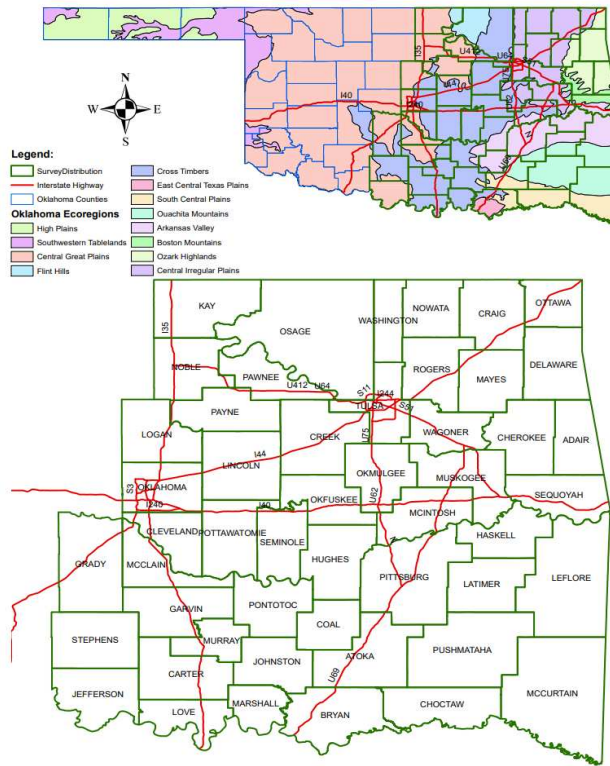 I35
U412
U64
I44
I40
I240
U69
N
W
E
S
Legend:
SurveyDistribution
Interstate Highway
Oklahoma Counties
Oklahoma Ecoregions
High Plains
Southwestern Tablelands
Central Great Plains
Flint Hills
Cross Timbers
East Central Texas Plains
South Central Plains
Ouachita Mountains
Arkansas Valley
Boston Mountains
Ozark Highlands
Central Irregular Plains
KAY
OSAGE
WASHINGTON
NOWATA
CRAIG
OTTAWA
I35
NOBLE
PAWNEE
ROGERS
MAYES
DELAWARE
U412
U64
S11
I244
TULSA
S51
PAYNE
LOGAN
CREEK
U75
WAGONER
CHEROKEE
ADAIR
I44
LINCOLN
OKMULGEE
MUSKOGEE
S3
OKLAHOMA
I240
I40
OKFUSKEE
U62
MCINTOSH
SEQUOYAH
CLEVELAND
POTTAWATOMIE
SEMINOLE
HASKELL
GRADY
MCCLAIN
HUGHES
PITTSBURG
LATIMER
LEFLORE
GARVIN
PONTOTOC
COAL
STEPHENS
MURRAY
JOHNSTON
ATOKA
PUSHMATAHA
CARTER
U69
JEFFERSON
LOVE
MARSHALL
BRYAN
CHOCTAW
MCCURTAIN